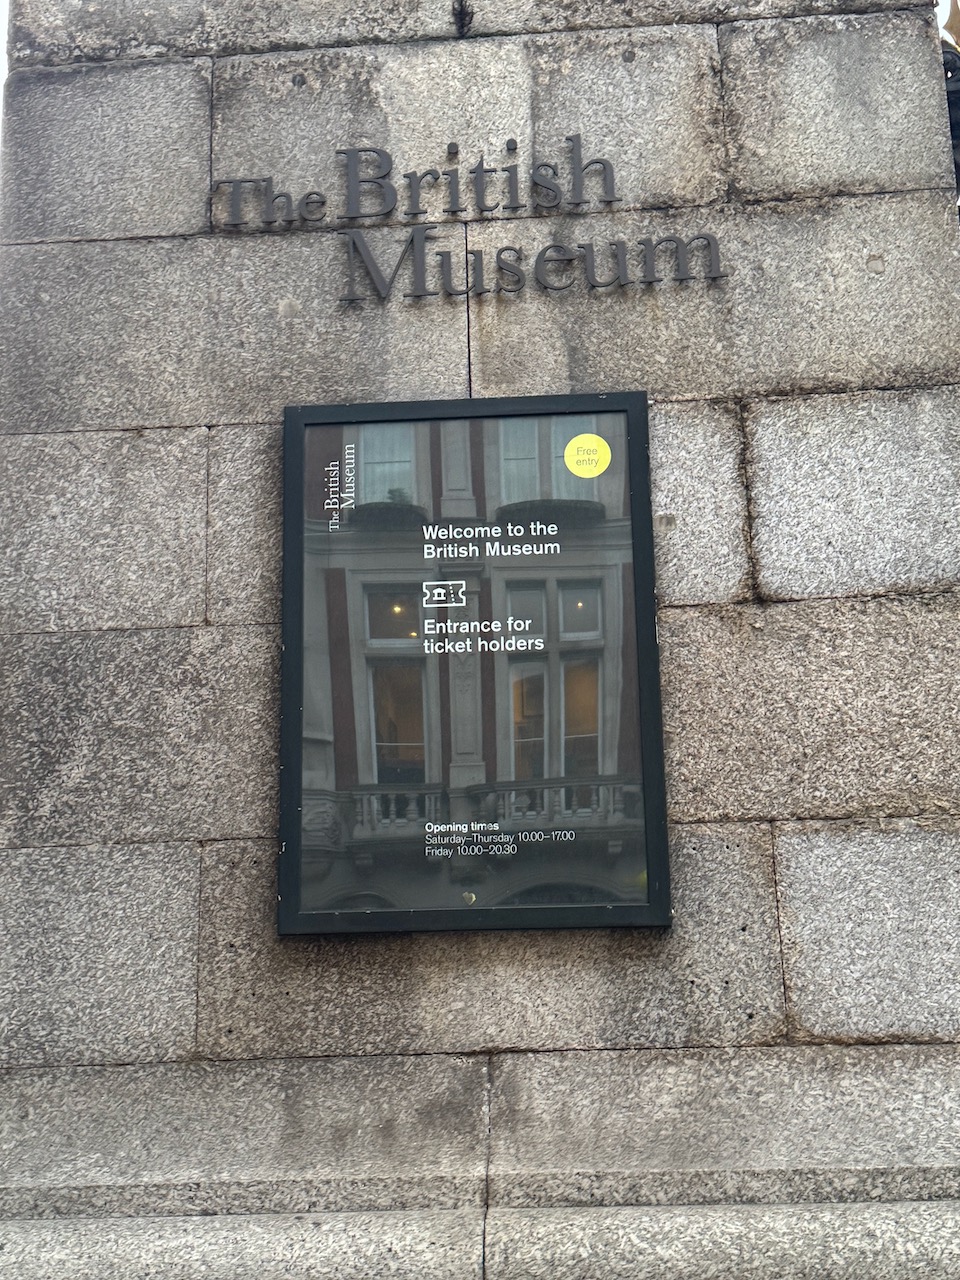 The British
Museum
The British
Museum
Free
entry
Welcome to the
British Museum
Entrance for
ticket holders
Opening times
Saturday–Thursday 10.00–17.00
Friday 10.00–20.30